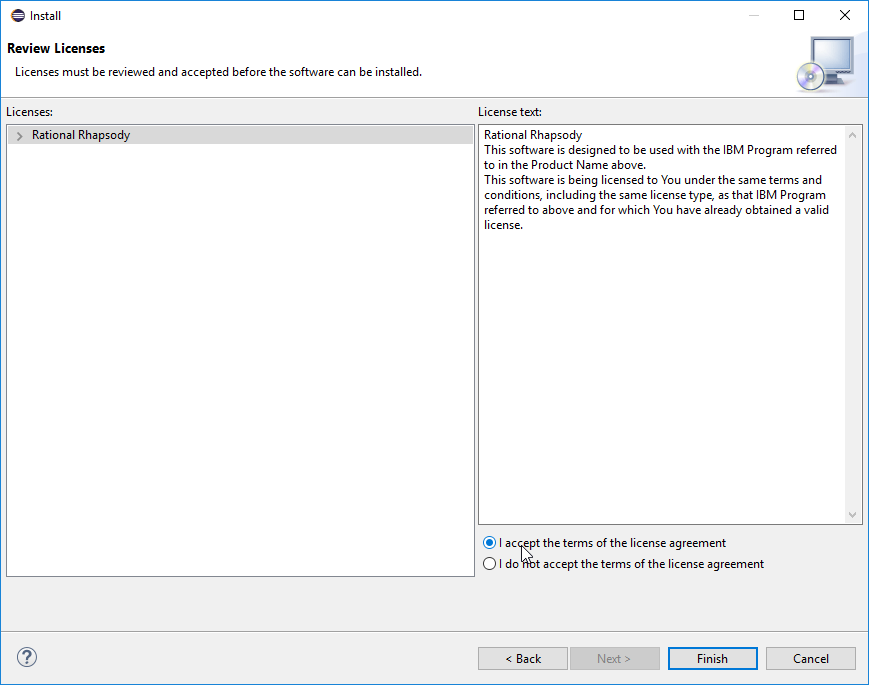 Install
Review Licenses
Licenses must be reviewed and accepted before the software can be installed.
Licenses:
Rational Rhapsody
License text:
Rational Rhapsody
This software is designed to be used with the IBM Program referred
to in the Product Name above.
This software is being licensed to You under the same terms and
conditions, including the same license type, as that IBM Program
referred to above and for which You have already obtained a valid
license.
I accept the terms of the license agreement
I do not accept the terms of the license agreement
?
< Back
Next >
Finish
Cancel